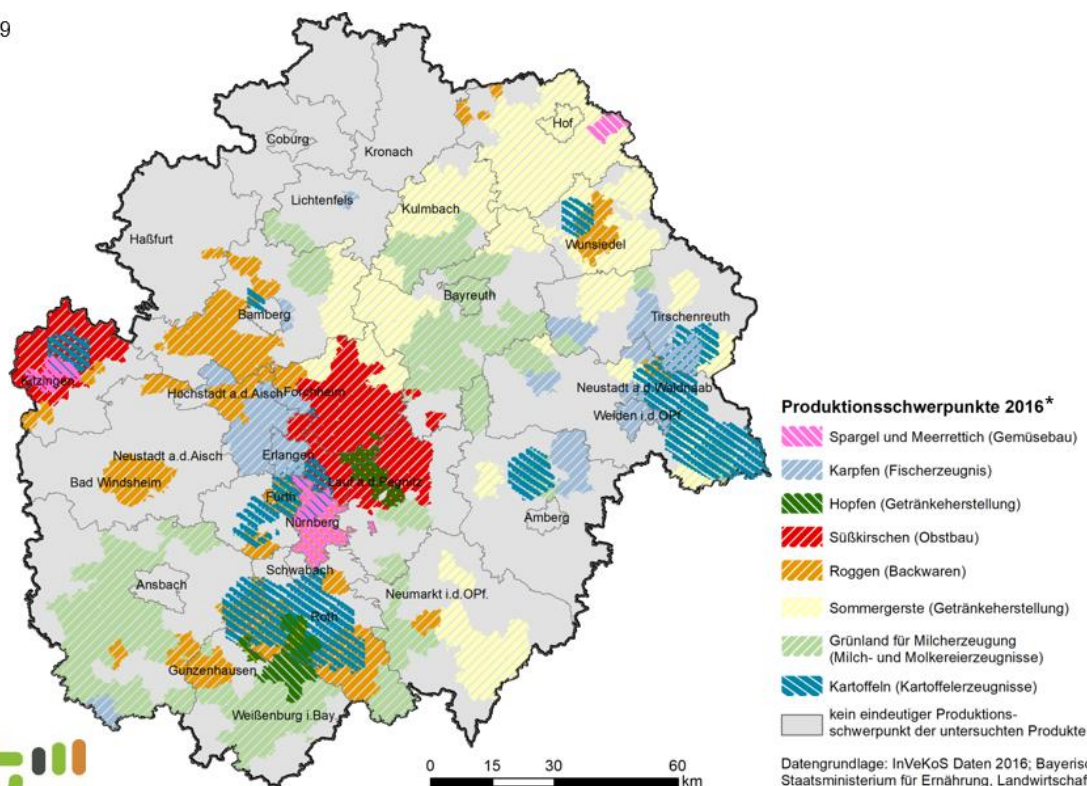 9
Hof
Coburg
Kronach
Lichtenfels
Kulmbach
Haßfurt
Wunsiedel
Bayreuth
Bamberg
Tirschenreuth
Kitzingen
Höchstadt a.d.Aisch
Forchheim
Neustadt a.d.Waldnaab
Weiden i.d.OPf.
Neustadt a.d.Aisch
Erlangen
Bad Windsheim
Lauf a.d.Pegnitz
Fürth
Nürnberg
Amberg
Schwabach
Ansbach
Neumarkt i.d.OPf.
Roth
Gunzenhausen
Weißenburg i.Bay.
0 15 30 60
km
Produktionsschwerpunkte 2016*
Spargel und Meerrettich (Gemüsebau)
Karpfen (Fischerzeugnis)
Hopfen (Getränkeherstellung)
Süßkirschen (Obstbau)
Roggen (Backwaren)
Sommergerste (Getränkeherstellung)
Grünland für Milcherzeugung
(Milch- und Molkereierzeugnisse)
Kartoffeln (Kartoffelerzeugnisse)
kein eindeutiger Produktions-
schwerpunkt der untersuchten Produkte
Datengrundlage: InVeKoS Daten 2016; Bayerisc
Staatsministerium für Ernährung, Landwirtschaf